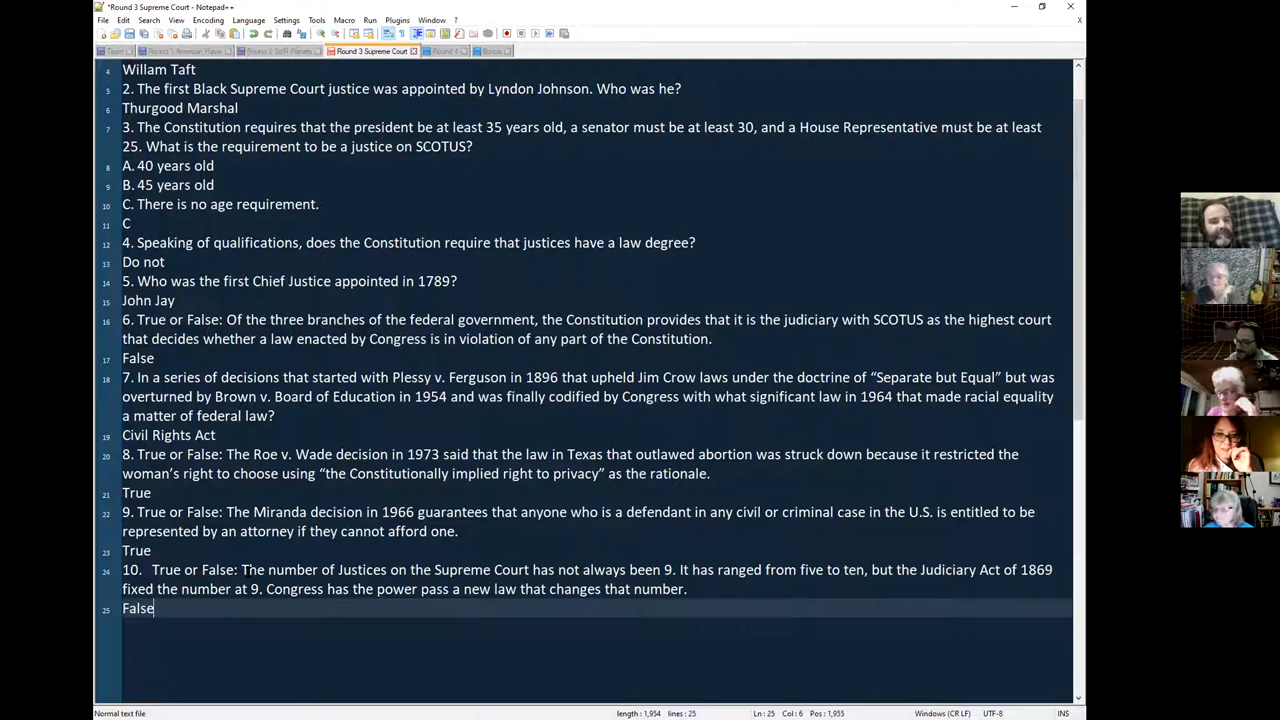 *Round 3 Supreme Court - Notepad++
File Edit Search View Encoding Language Settings Tools Macro Run Plugins Window ?
Round 3 Supreme Court
4 Willam Taft
5 2. The first Black Supreme Court justice was appointed by Lyndon Johnson. Who was he?
6 Thurgood Marshal
7 3. The Constitution requires that the president be at least 35 years old, a senator must be at least 30, and a House Representative must be at least
25. What is the requirement to be a justice on SCOTUS?
8 A. 40 years old
9 B. 45 years old
10 C. There is no age requirement.
11 C
12 4. Speaking of qualifications, does the Constitution require that justices have a law degree?
13 Do not
14 5. Who was the first Chief Justice appointed in 1789?
15 John Jay
16 6. True or False: Of the three branches of the federal government, the Constitution provides that it is the judiciary with SCOTUS as the highest court
that decides whether a law enacted by Congress is in violation of any part of the Constitution.
17 False
18 7. In a series of decisions that started with Plessy v. Ferguson in 1896 that upheld Jim Crow laws under the doctrine of “Separate but Equal” but was
overturned by Brown v. Board of Education in 1954 and was finally codified by Congress with what significant law in 1964 that made racial equality
a matter of federal law?
19 Civil Rights Act
20 8. True or False: The Roe v. Wade decision in 1973 said that the law in Texas that outlawed abortion was struck down because it restricted the
woman’s right to choose using “the Constitutionally implied right to privacy” as the rationale.
21 True
22 9. True or False: The Miranda decision in 1966 guarantees that anyone who is a defendant in any civil or criminal case in the U.S. is entitled to be
represented by an attorney if they cannot afford one.
23 True
24 10. True or False: The number of Justices on the Supreme Court has not always been 9. It has ranged from five to ten, but the Judiciary Act of 1869
fixed the number at 9. Congress has the power pass a new law that changes that number.
25 False
Normal text file length : 1,954 lines : 25 Ln : 25 Col : 6 Pos : 1,955 Windows (CR LF) UTF-8 INS